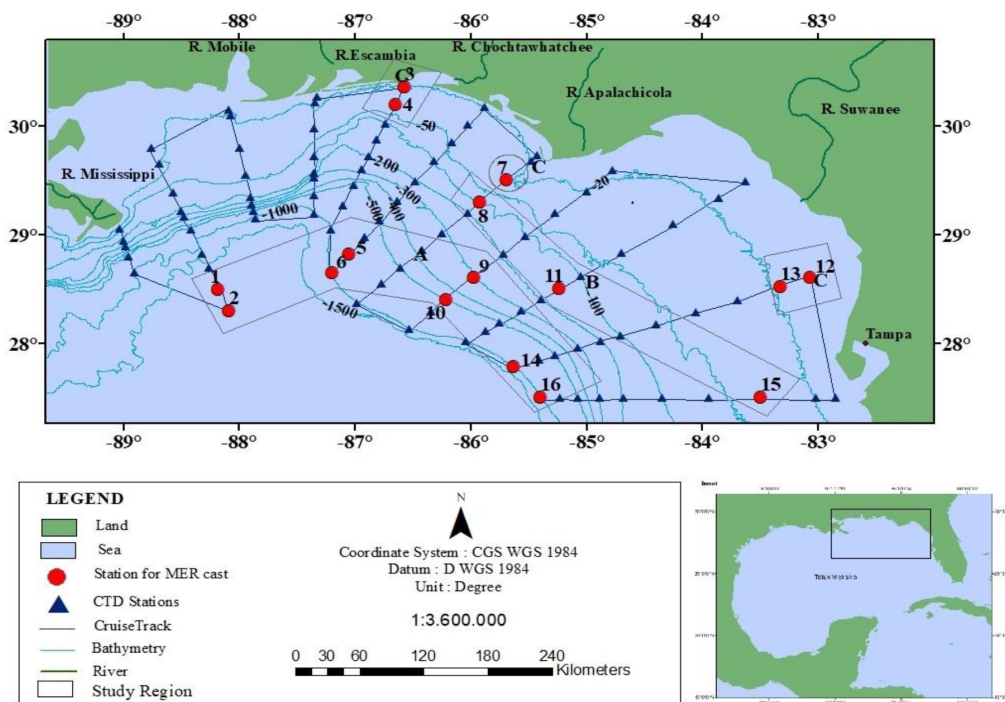 -89° -88° -87° -86° -85° -84° -83°
R. Mobile
R.Escambia
R. Chochtawhatchee
R. Apalachicola
R. Suwanee
R. Mississippi
30° 30°
29° 29°
28° 28°
C 3
4
-50
-200
-300
-500
-1000
-20
7 C
8
A
5
6
9
10
11
B
-100
1
2
13 12
C
-1500
14
16
15
Tampa
-89° -88° -87° -86° -85° -84° -83°
LEGEND
Land
Sea
Station for MER cast
CTD Stations
CruiseTrack
Bathymetry
River
Study Region
N
Coordinate System : CGS WGS 1984
Datum : D WGS 1984
Unit : Degree
1:3.600.000
0 30 60 120 180 240
Kilometers
Teluk Meksiko